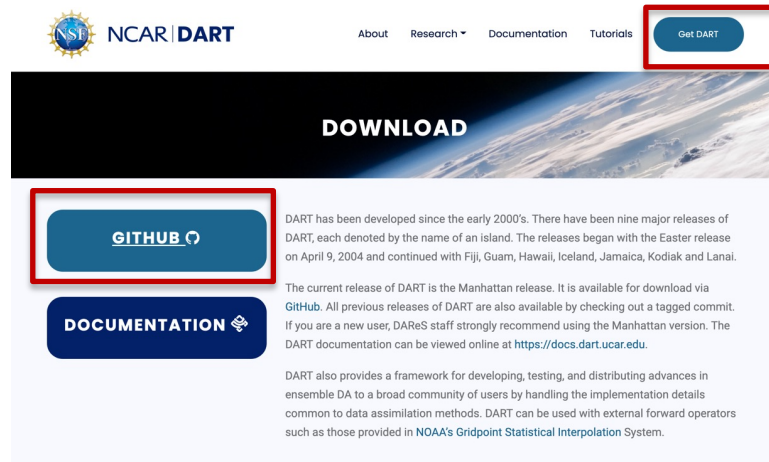 NSF NCAR | DART
About Research Documentation Tutorials Get DART
DOWNLOAD
GITHUB
DOCUMENTATION
DART has been developed since the early 2000's. There have been nine major releases of
DART, each denoted by the name of an island. The releases began with the Easter release
on April 9, 2004 and continued with Fiji, Guam, Hawaii, Iceland, Jamaica, Kodiak and Lanai.
The current release of DART is the Manhattan release. It is available for download via
GitHub. All previous releases of DART are also available by checking out a tagged commit.
If you are a new user, DAReS staff strongly recommend using the Manhattan version. The
DART documentation can be viewed online at https://docs.dart.ucar.edu.
DART also provides a framework for developing, testing, and distributing advances in
ensemble DA to a broad community of users by handling the implementation details
common to data assimilation methods. DART can be used with external forward operators
such as those provided in NOAA's Gridpoint Statistical Interpolation System.